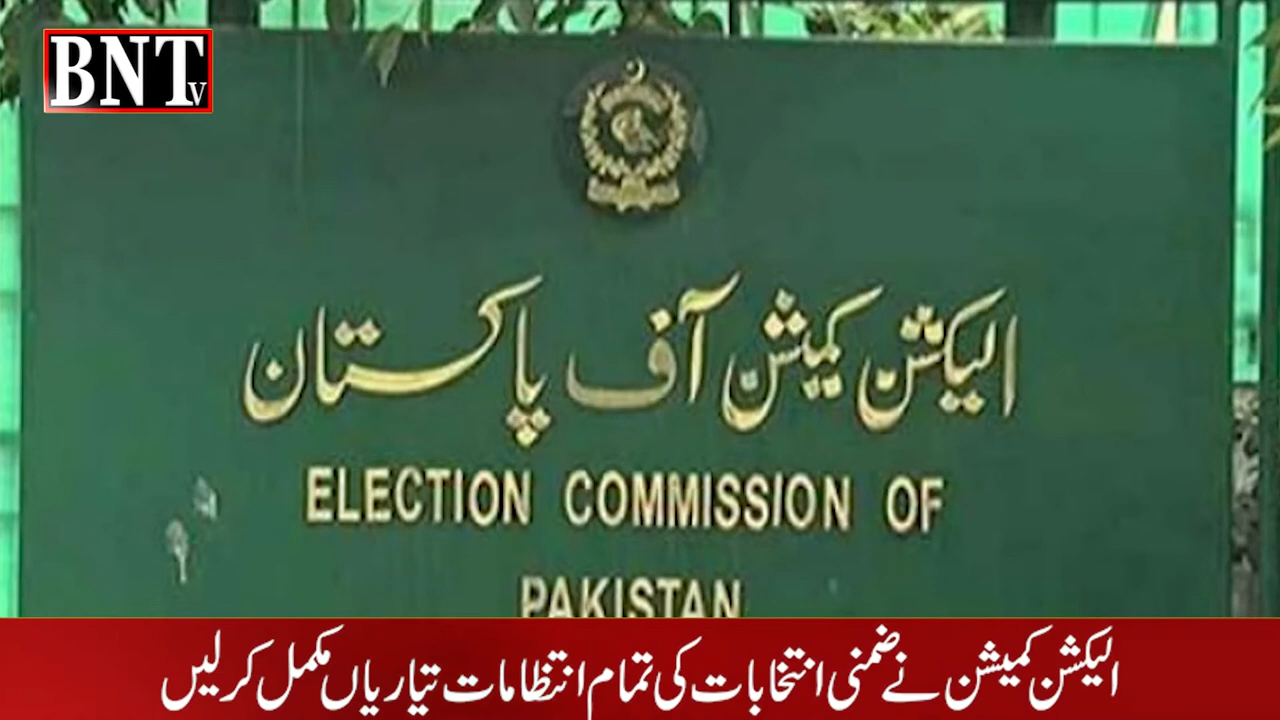 BNTV
الیکشن کمیشن آف پاکستان
ELECTION COMMISSION OF
PAKISTAN
الیکشن کمیشن نے ضمنی انتخابات کی تمام انتظامات تیاریاں مکمل کرلیں